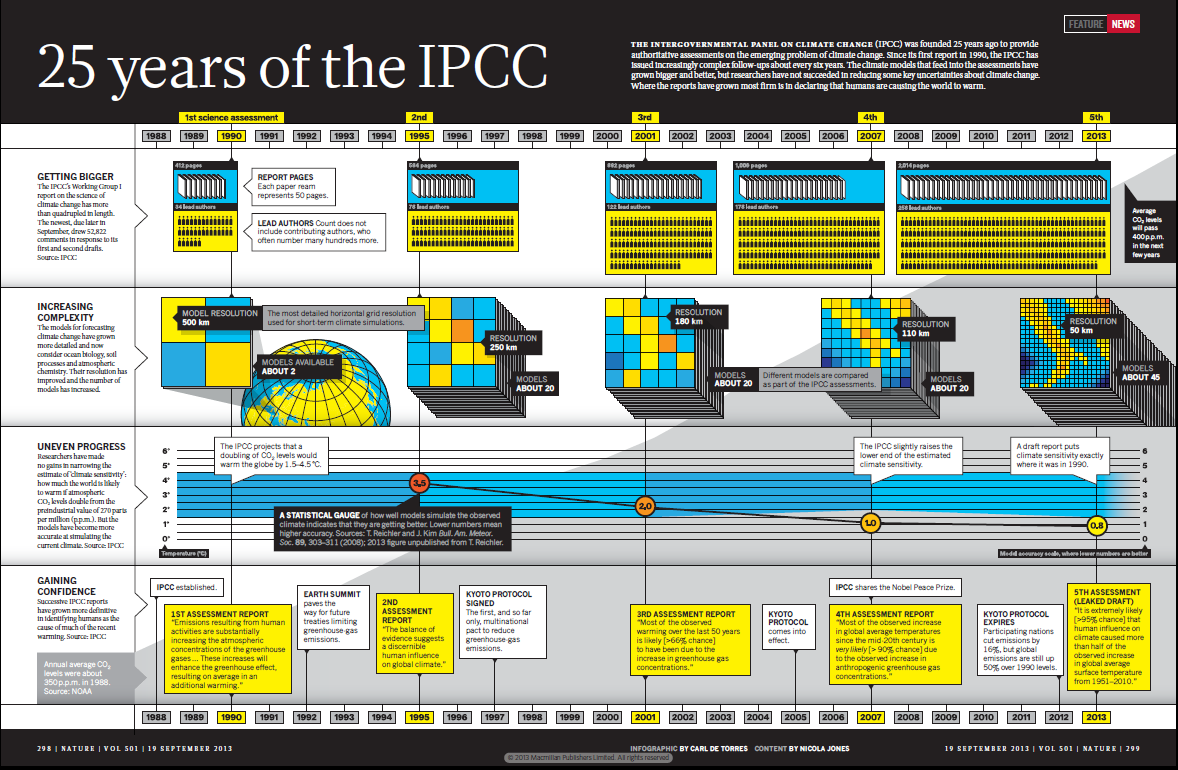 FEATURE NEWS
25 years of the IPCC
THE INTERGOVERNMENTAL PANEL ON CLIMATE CHANGE (IPCC) was founded 25 years ago to provide
authoritative assessments on the emerging problem of climate change. Since its first report in 1990, the IPCC has
issued increasingly complex follow-ups about every six years. The climate models that feed into the assessments have
grown bigger and better, but researchers have not succeeded in reducing some key uncertainties about climate change.
Where the reports have grown most firm is in declaring that humans are causing the world to warm.
1st science assessment 2nd 3rd 4th 5th
1988 1989 1990 1991 1992 1993 1994 1995 1996 1997 1998 1999 2000 2001 2002 2003 2004 2005 2006 2007 2008 2009 2010 2011 2012 2013
GETTING BIGGER
The IPCC's Working Group I
report on the science of
climate change has more
than quadrupled in length.
The newest, due later in
September, drew 52,822
comments in response to its
first and second drafts.
Source: IPCC
412 pages
34 lead authors
REPORT PAGES
Each paper ream
represents 50 pages.
LEAD AUTHORS Count does not
include contributing authors, who
often number many hundreds more.
584 pages
78 lead authors
882 pages
122 lead authors
1,009 pages
178 lead authors
2,014 pages
258 lead authors
Average
CO₂ levels
will pass
400 p.p.m.
in the next
few years
INCREASING
COMPLEXITY
The models for forecasting
climate change have grown
more detailed and now
consider ocean biology, soil
processes and atmospheric
chemistry. Their resolution has
improved and the number of
models has increased.
MODEL RESOLUTION
500 km
The most detailed horizontal grid resolution
used for short-term climate simulations.
MODELS AVAILABLE
ABOUT 2
RESOLUTION
250 km
MODELS
ABOUT 20
RESOLUTION
180 km
MODELS
ABOUT 20
Different models are compared
as part of the IPCC assessments.
RESOLUTION
110 km
MODELS
ABOUT 20
RESOLUTION
50 km
MODELS
ABOUT 45
UNEVEN PROGRESS
Researchers have made
no gains in narrowing the
estimate of 'climate sensitivity':
how much the world is likely
to warm if atmospheric
CO₂ levels double from the
preindustrial value of 270 parts
per million (p.p.m.). But the
models have become more
accurate at simulating the
current climate. Source: IPCC
6°
5°
4°
3°
2°
1°
0°
Temperature (°C)
The IPCC projects that a
doubling of CO₂ levels would
warm the globe by 1.5–4.5 °C.
3.5
A STATISTICAL GAUGE of how well models simulate the observed
climate indicates that they are getting better. Lower numbers mean
higher accuracy. Sources: T. Reichler and J. Kim Bull. Am. Meteor.
Soc. 89, 303–311 (2008); 2013 figure unpublished from T. Reichler.
2.0
The IPCC slightly raises the
lower end of the estimated
climate sensitivity.
1.0
A draft report puts
climate sensitivity exactly
where it was in 1990.
0.8
6
5
4
3
2
1
0
Model accuracy scale, where lower numbers are better
GAINING
CONFIDENCE
Successive IPCC reports
have grown more definitive
in identifying humans as the
cause of much of the recent
warming. Source: IPCC
Annual average CO₂
levels were about
350 p.p.m. in 1988.
Source: NOAA
IPCC established.
1ST ASSESSMENT REPORT
"Emissions resulting from human
activities are substantially
increasing the atmospheric
concentrations of the greenhouse
gases ... These increases will
enhance the greenhouse effect,
resulting on average in an
additional warming."
EARTH SUMMIT
paves the
way for future
treaties limiting
greenhouse-gas
emissions.
2ND
ASSESSMENT
REPORT
"The balance of
evidence suggests
a discernible
human influence
on global climate."
KYOTO PROTOCOL
SIGNED
The first, and so far
only, multinational
pact to reduce
greenhouse-gas
emissions.
3RD ASSESSMENT REPORT
"Most of the observed
warming over the last 50 years
is likely [>66% chance]
to have been due to the
increase in greenhouse gas
concentrations."
KYOTO
PROTOCOL
comes into
effect.
IPCC shares the Nobel Peace Prize.
4TH ASSESSMENT REPORT
"Most of the observed increase
in global average temperatures
since the mid-20th century is
very likely [> 90% chance] due
to the observed increase in
anthropogenic greenhouse gas
concentrations."
KYOTO PROTOCOL
EXPIRES
Participating nations
cut emissions by
16%, but global
emissions are still up
50% over 1990 levels.
5TH ASSESSMENT
(LEAKED DRAFT)
"It is extremely likely
[>95% chance] that
human influence on
climate caused more
than half of the
observed increase
in global average
surface temperature
from 1951–2010."
1988 1989 1990 1991 1992 1993 1994 1995 1996 1997 1998 1999 2000 2001 2002 2003 2004 2005 2006 2007 2008 2009 2010 2011 2012 2013
298 | NATURE | VOL 501 | 19 SEPTEMBER 2013
INFOGRAPHIC BY CARL DE TORRES CONTENT BY NICOLA JONES
19 SEPTEMBER 2013 | VOL 501 | NATURE | 299
© 2013 Macmillan Publishers Limited. All rights reserved